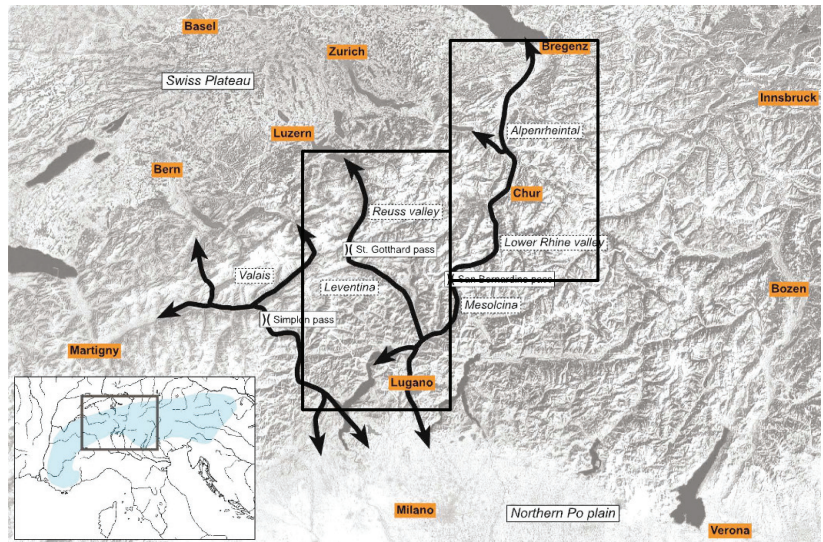 Basel
Zurich
Bregenz
Swiss Plateau
Innsbruck
Luzern
Alpenrheintal
Bern
Chur
Reuss valley
St. Gotthard pass
Lower Rhine valley
Valais
Leventina
San Bernardino pass
Bozen
Mesolcina
Simplon pass
Martigny
Lugano
Milano
Northern Po plain
Verona